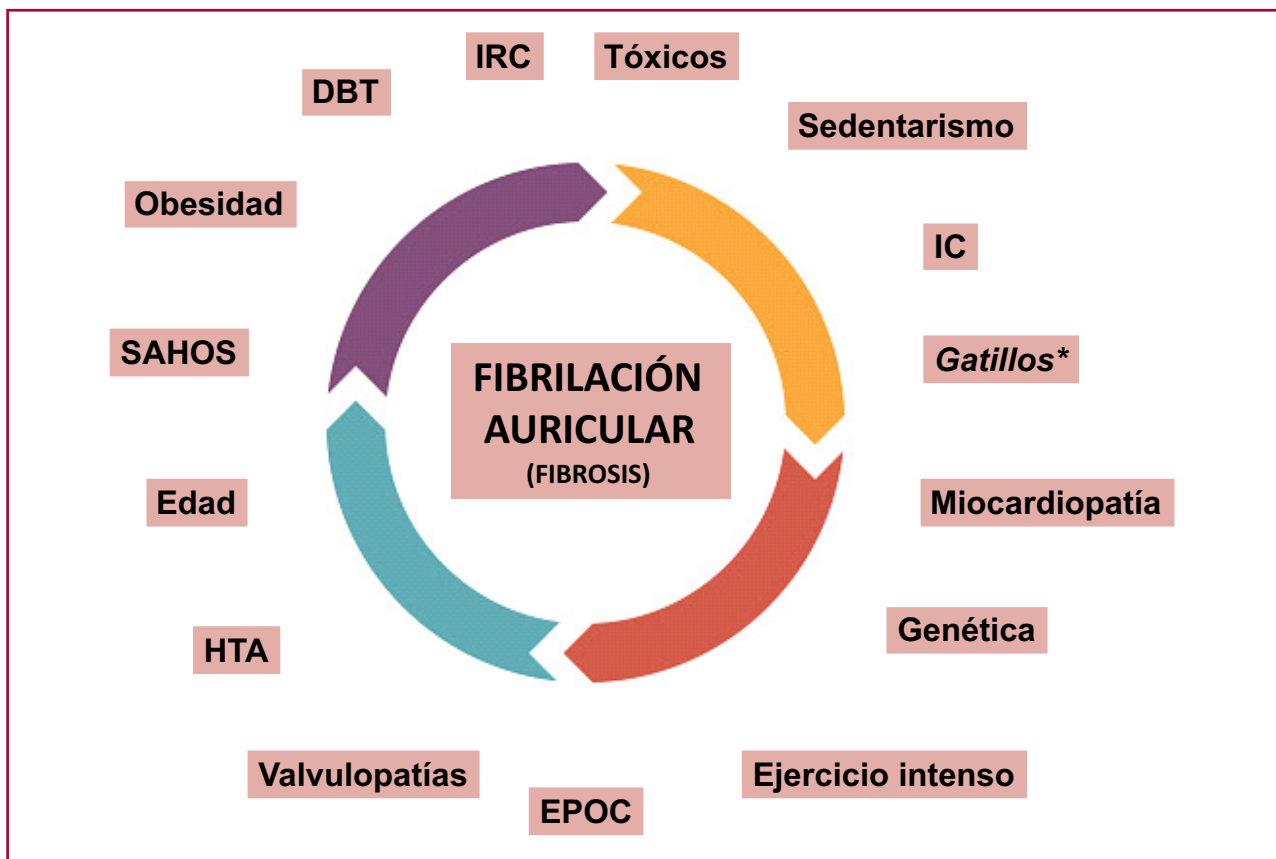 IRC
Tóxicos
DBT
Sedentarismo
Obesidad
IC
SAHOS
Gatillos*
FIBRILACIÓN
AURICULAR
(FIBROSIS)
Edad
Miocardiopatía
HTA
Genética
Valvulopatías
Ejercicio intenso
EPOC